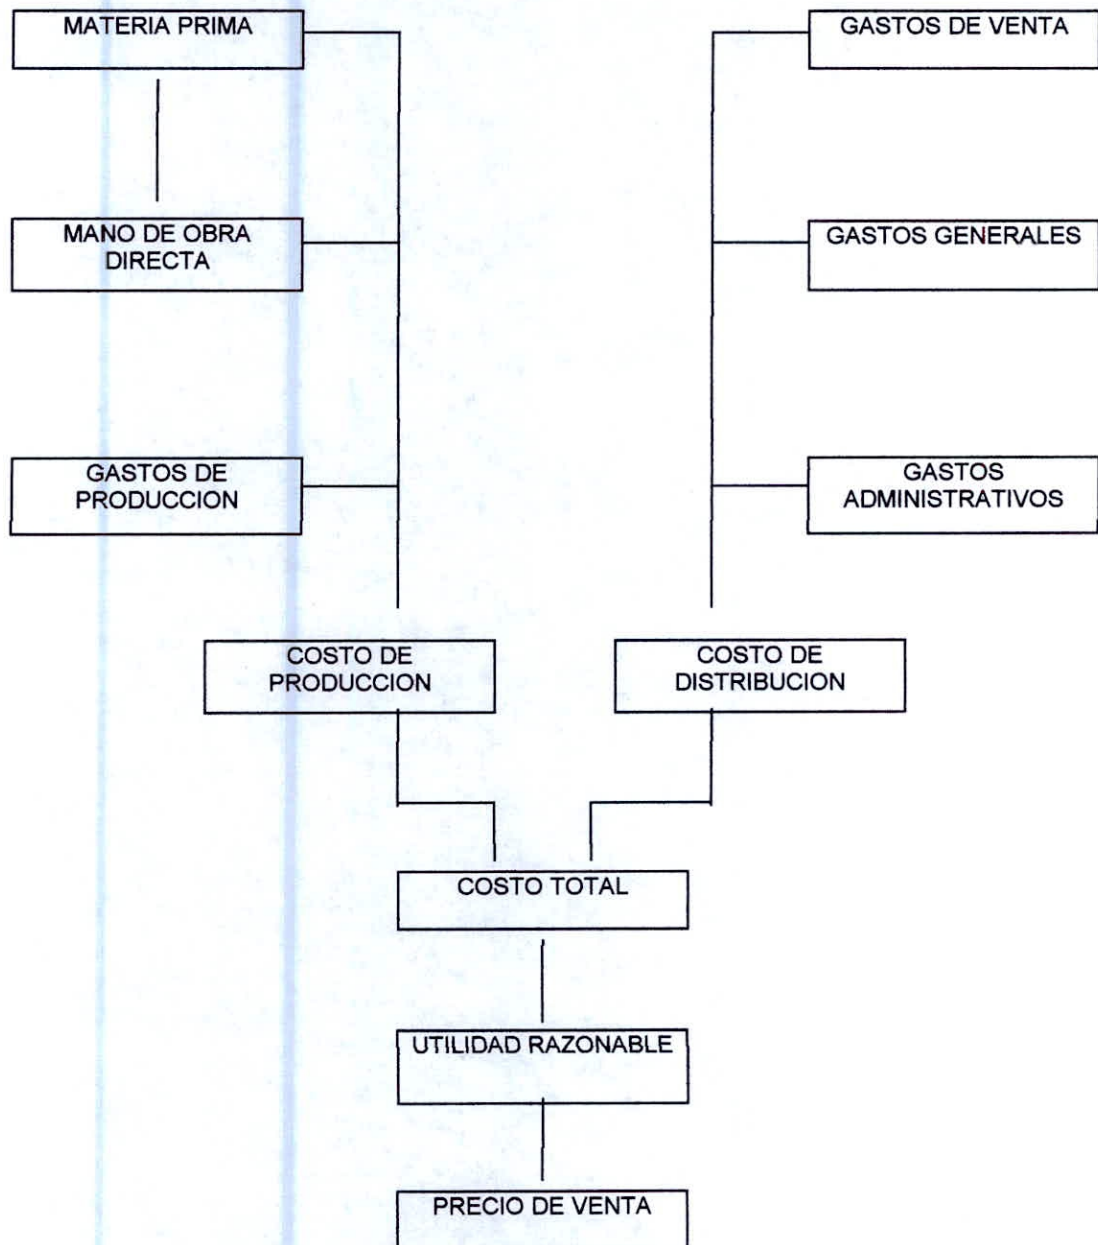 MATERIA PRIMA
GASTOS DE VENTA
MANO DE OBRA
DIRECTA
GASTOS GENERALES
GASTOS DE
PRODUCCION
GASTOS
ADMINISTRATIVOS
COSTO DE
PRODUCCION
COSTO DE
DISTRIBUCION
COSTO TOTAL
UTILIDAD RAZONABLE
PRECIO DE VENTA